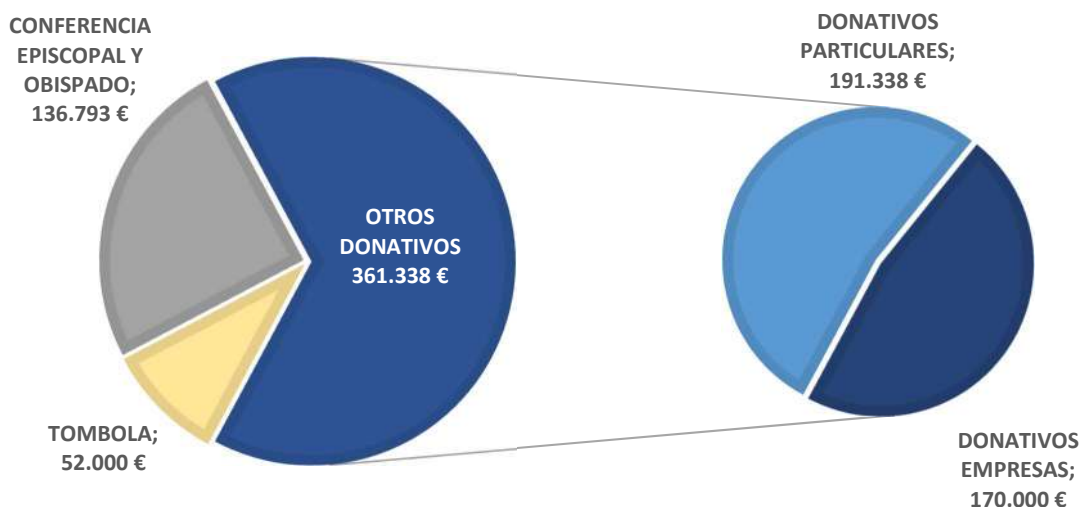 CONFERENCIA
EPISCOPAL Y
OBISPADO;
136.793 €
DONATIVOS
PARTICULARES;
191.338 €
OTROS
DONATIVOS
361.338 €
TOMBOLA;
52.000 €
DONATIVOS
EMPRESAS;
170.000 €